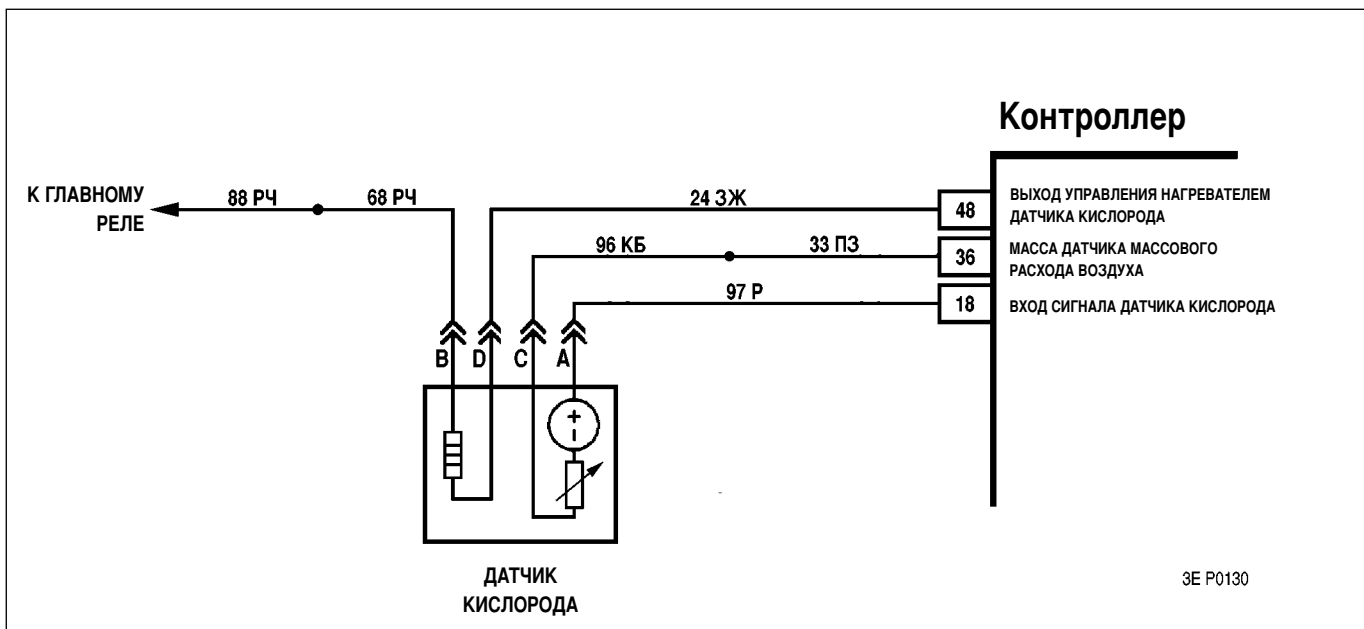 Контроллер
К ГЛАВНОМУ
РЕЛЕ
88 РЧ
68 РЧ
24 ЗЖ
48
ВЫХОД УПРАВЛЕНИЯ НАГРЕВАТЕЛЕМ
ДАТЧИКА КИСЛОРОДА
96 КБ
33 ПЗ
36
МАССА ДАТЧИКА МАССОВОГО
РАСХОДА ВОЗДУХА
97 Р
18
ВХОД СИГНАЛА ДАТЧИКА КИСЛОРОДА
B D C A
+
–
ДАТЧИК
КИСЛОРОДА
3E P0130